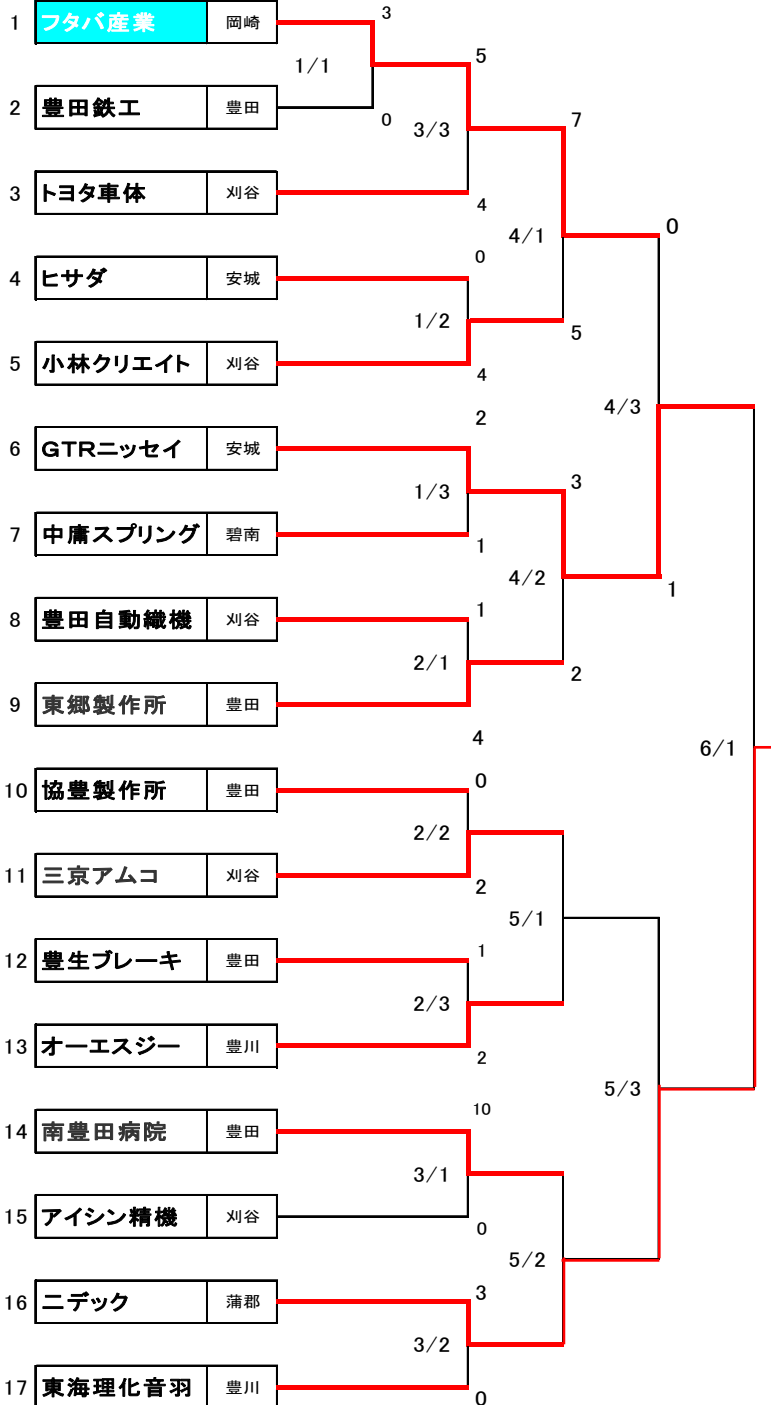 1 フタバ産業 岡崎 3
1/1
5
2 豊田鉄工 豊田 0
3/3
7
3 トヨタ車体 刈谷 4
4/1
0
4 ヒサダ 安城 0
1/2
5
5 小林クリエイト 刈谷 4
4/3
6 GTRニッセイ 安城 2
1/3
3
7 中庸スプリング 碧南 1
4/2
1
8 豊田自動織機 刈谷 1
2/1
2
9 東郷製作所 豊田 4
6/1
10 協豊製作所 豊田 0
2/2
11 三京アムコ 刈谷 2
5/1
12 豊生ブレーキ 豊田 1
2/3
13 オーエスジー 豊川 2
5/3
14 南豊田病院 豊田 10
3/1
15 アイシン精機 刈谷 0
5/2
16 ニデック 蒲郡 3
3/2
17 東海理化音羽 豊川 0